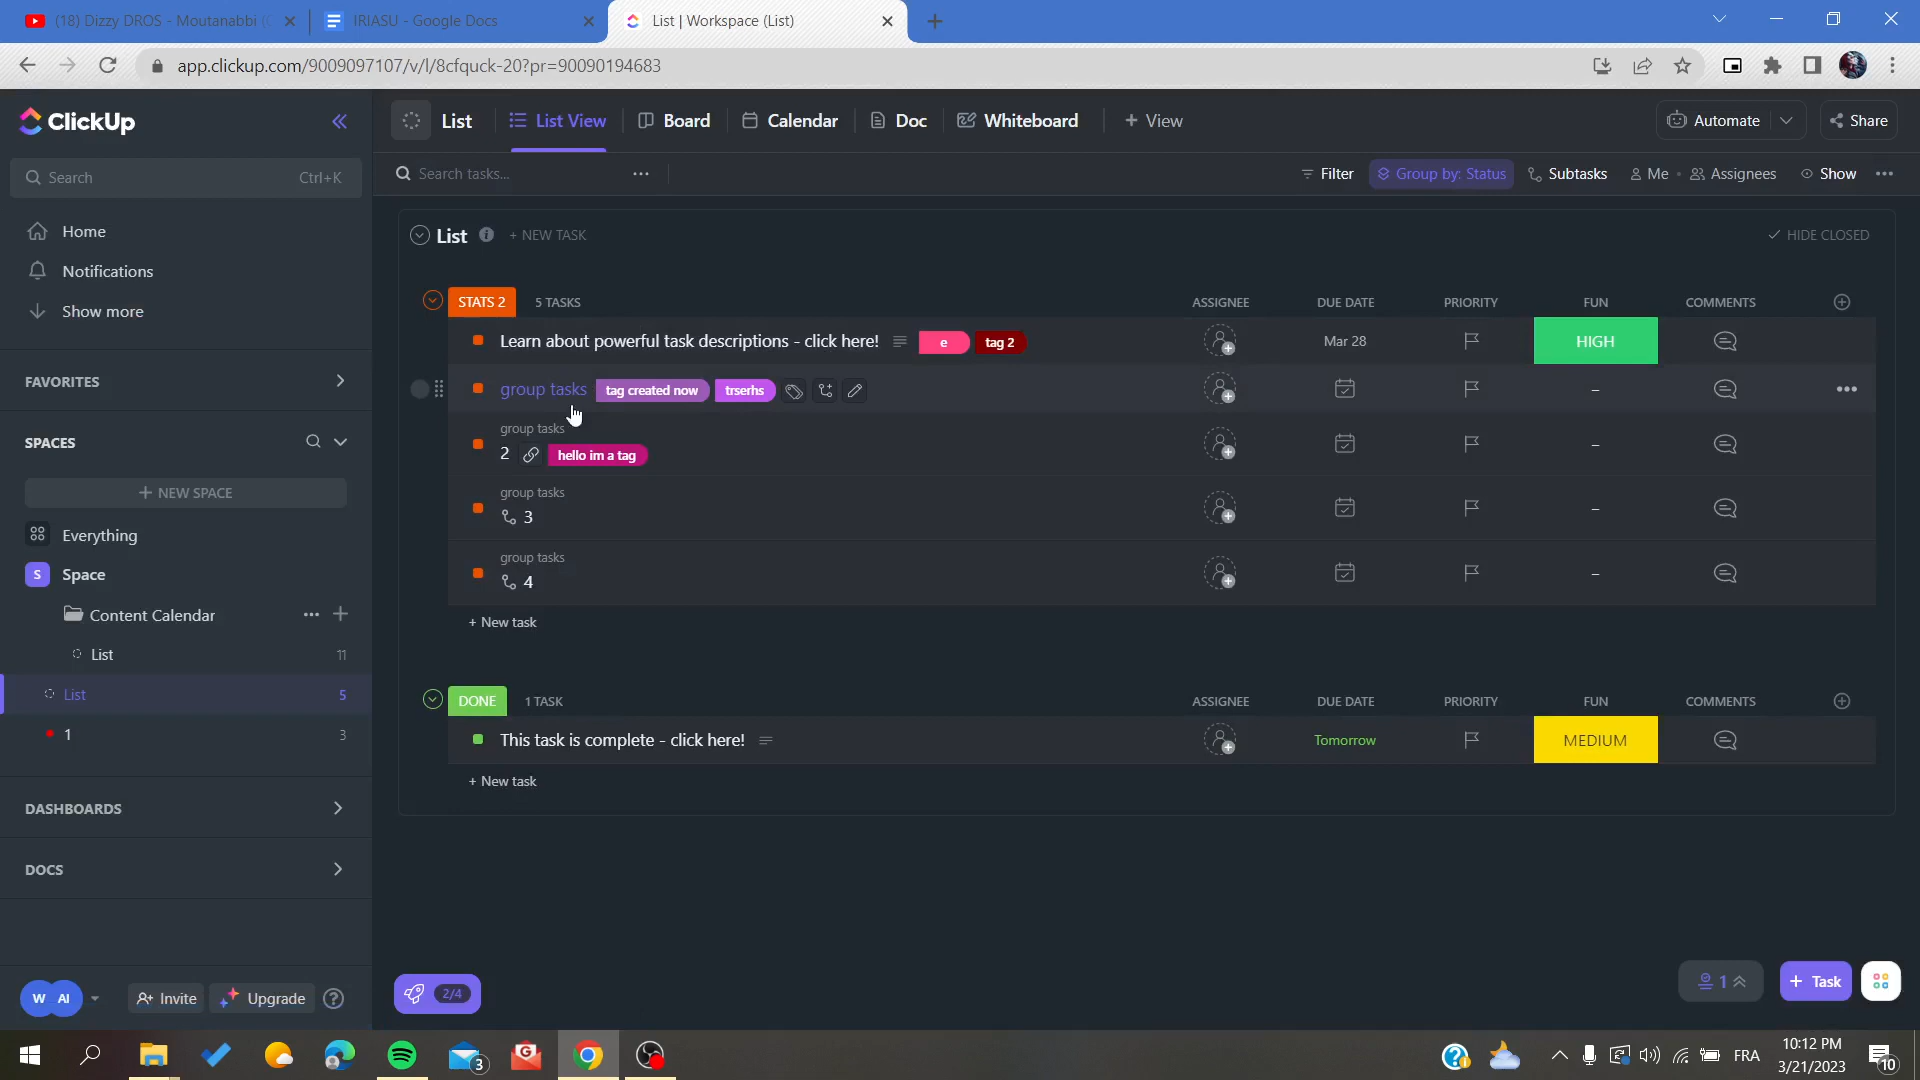 (18) Dizzy DROS - Moutanabbi (
IRIASU - Google Docs
List | Workspace (List)
app.clickup.com/9009097107/v/l/8cfquck-20?pr=90090194683
ClickUp
List
List View
Board
Calendar
Doc
Whiteboard
+ View
Automate
Share
Search
Ctrl+K
Search tasks...
Filter
Group by: Status
Subtasks
Me
Assignees
Show
Home
Notifications
Show more
FAVORITES
SPACES
+ NEW SPACE
Everything
S
Space
Content Calendar
List
11
List
5
1
3
DASHBOARDS
DOCS
W
AI
Invite
Upgrade
List
+ NEW TASK
HIDE CLOSED
STATS 2
5 TASKS
ASSIGNEE
DUE DATE
PRIORITY
FUN
COMMENTS
Learn about powerful task descriptions - click here!
e
tag 2
Mar 28
HIGH
group tasks
tag created now
trserhs
–
group tasks
2
hello im a tag
–
group tasks
3
–
group tasks
4
–
+ New task
DONE
1 TASK
ASSIGNEE
DUE DATE
PRIORITY
FUN
COMMENTS
This task is complete - click here!
Tomorrow
MEDIUM
+ New task
2/4
1
+ Task
3
FRA
10:12 PM
3/21/2023
10